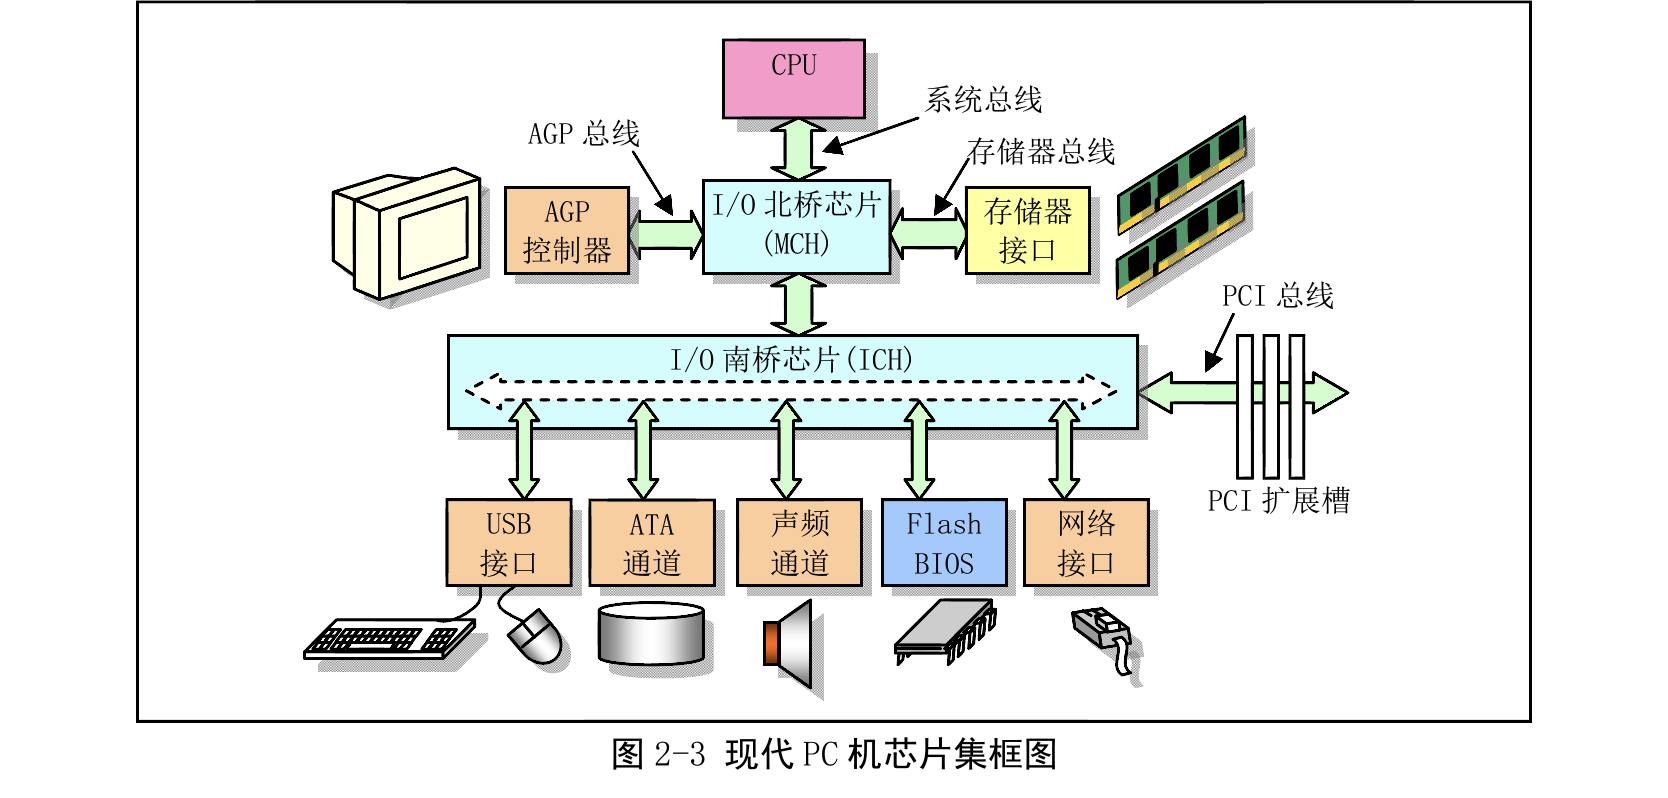 CPU
系统总线
AGP 总线
存储器总线
AGP
控制器
I/O 北桥芯片
(MCH)
存储器
接口
PCI 总线
I/O 南桥芯片(ICH)
PCI 扩展槽
USB
接口
ATA
通道
声频
通道
Flash
BIOS
网络
接口
图 2-3 现代 PC 机芯片集框图